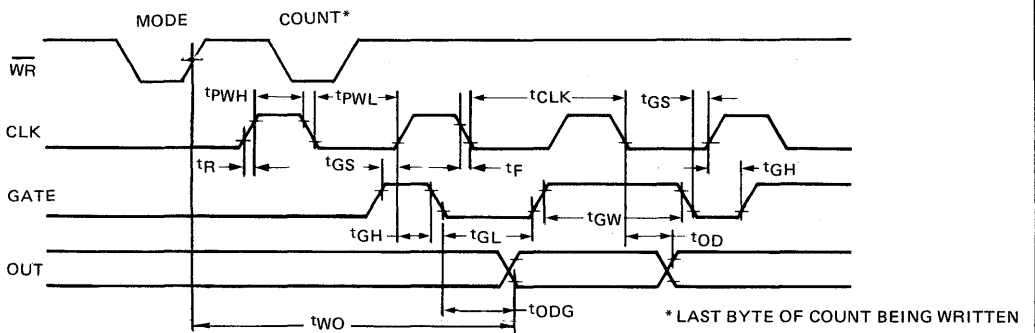 MODE COUNT*
WR
tPWH tPWL tCLK tGS
CLK
tR tGS tF tGH
GATE
tGH tGL tGW tOD
OUT
tODG
tWO *LAST BYTE OF COUNT BEING WRITTEN